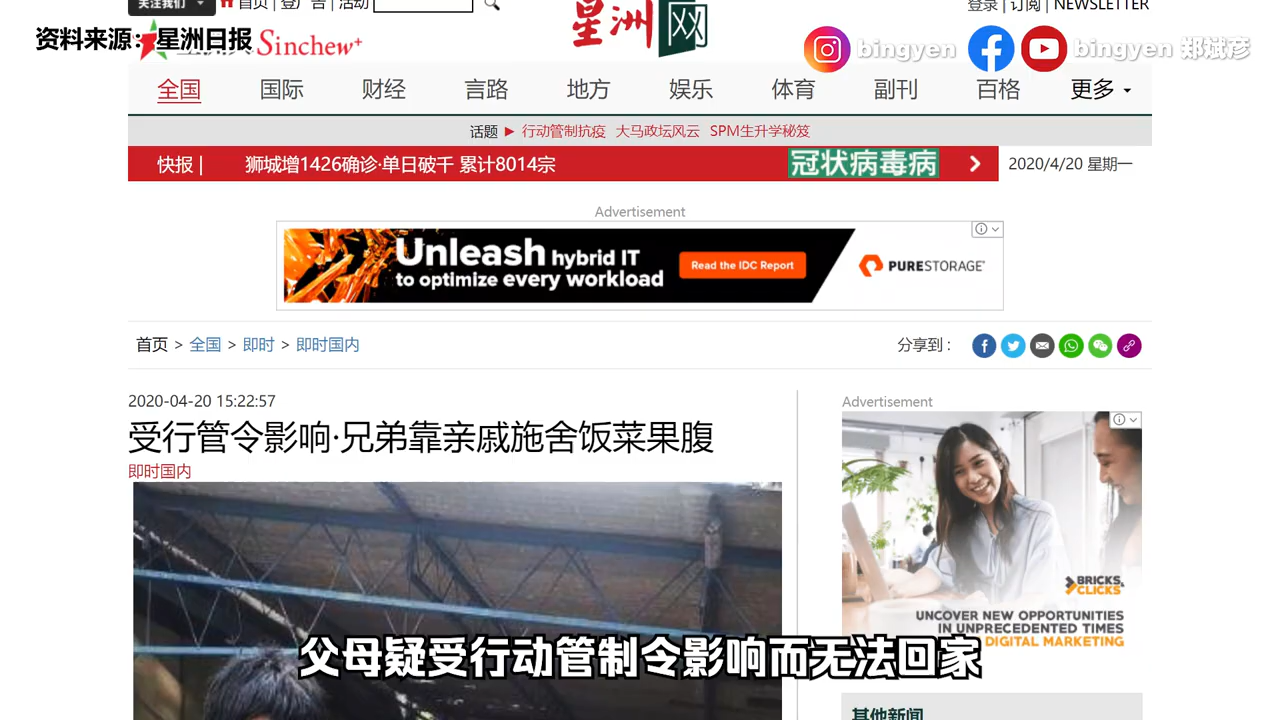 关注我们 首页 | 登广告 | 活动
登录 | 订阅 | NEWSLETTER
资料来源：星洲日报
Sinchew+
星洲网
bingyen
bingyen 郑斌彦
全国 国际 财经 言路 地方 娱乐 体育 副刊 百格 更多
话题 ► 行动管制抗疫 大马政坛风云 SPM生升学秘笈
快报 | 狮城增1426确诊·单日破千 累计8014宗
冠状病毒病
2020/4/20 星期一
Advertisement
Unleash hybrid IT
to optimize every workload
Read the IDC Report
PURESTORAGE
首页 > 全国 > 即时 > 即时国内
分享到 :
2020-04-20 15:22:57
受行管令影响·兄弟靠亲戚施舍饭菜果腹
即时国内
Advertisement
BRICKS&
CLICKS
UNCOVER NEW OPPORTUNITIES
IN UNPRECEDENTED TIMES
DIGITAL MARKETING
父母疑受行动管制令影响而无法回家
其他新闻